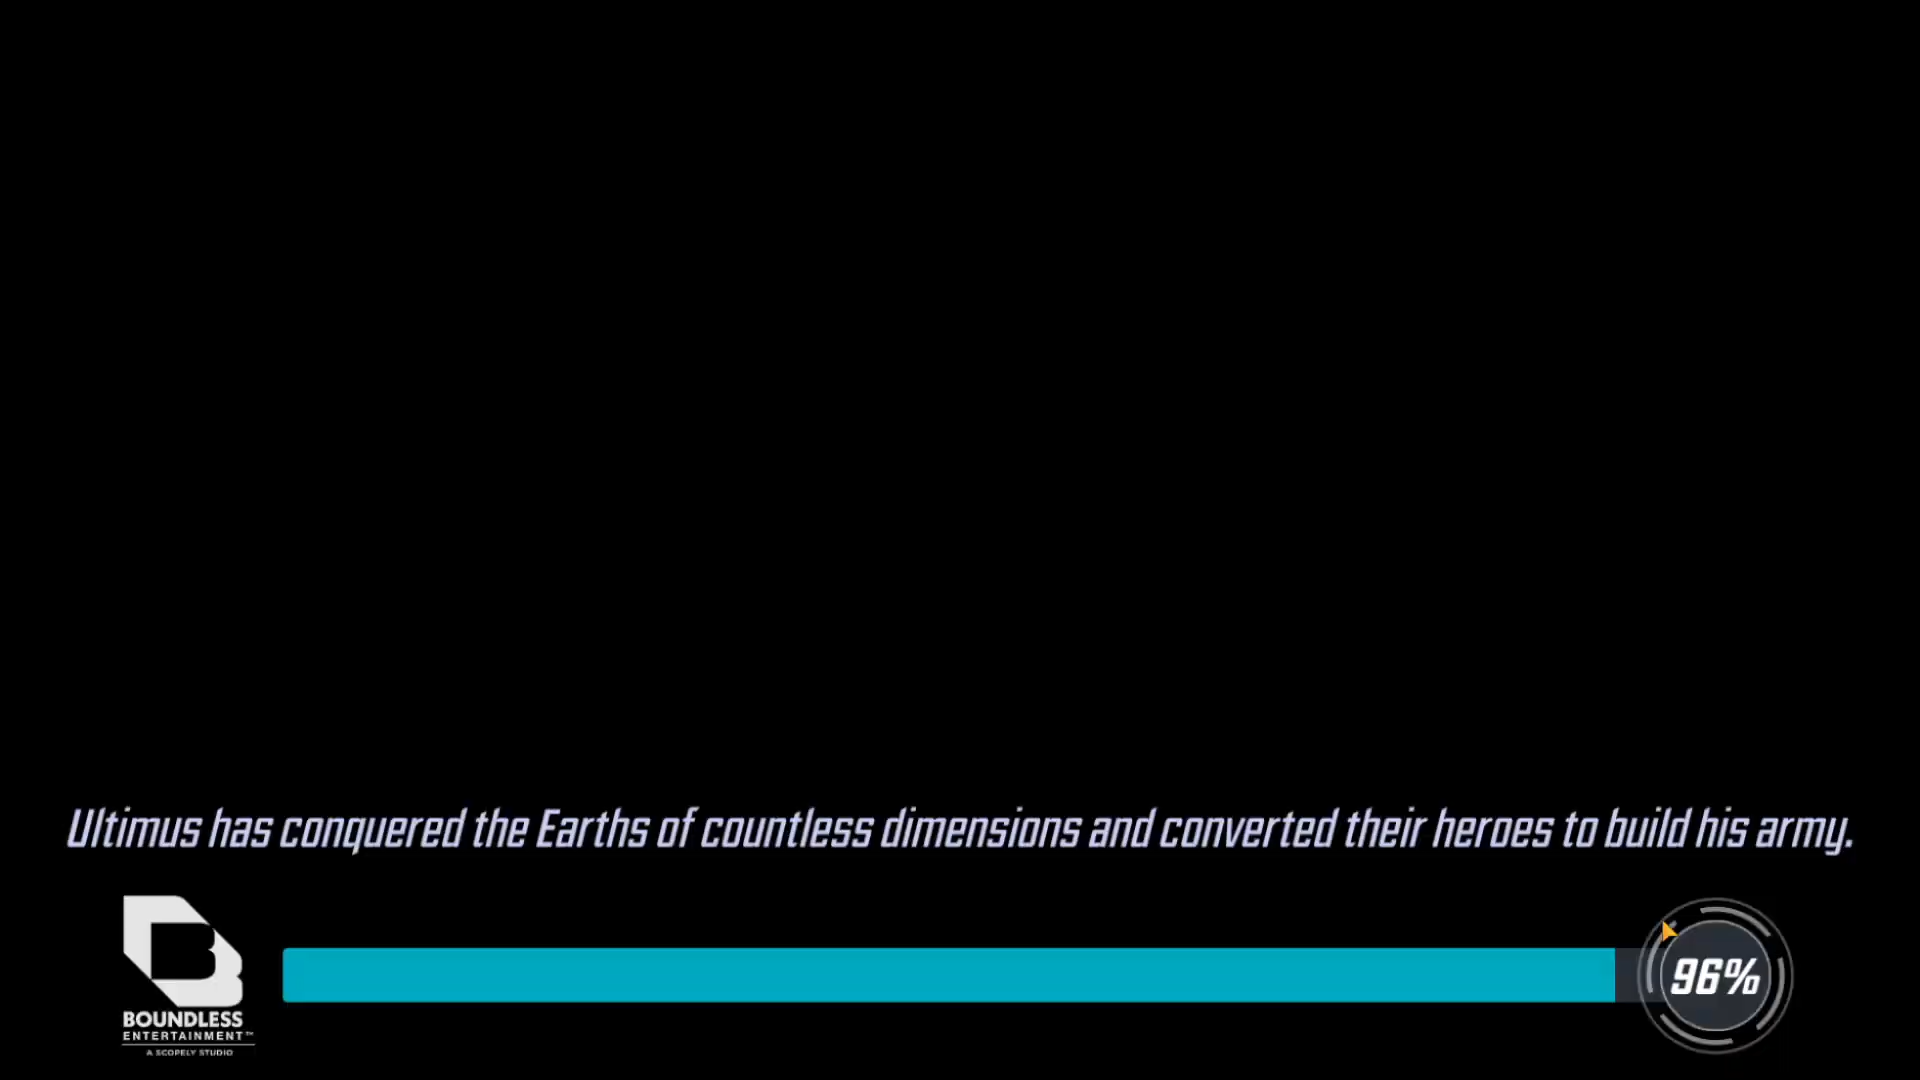 Ultimus has conquered the Earths of countless dimensions and converted their heroes to build his army.
96%
BOUNDLESS
ENTERTAINMENT™
A SCOPELY STUDIO